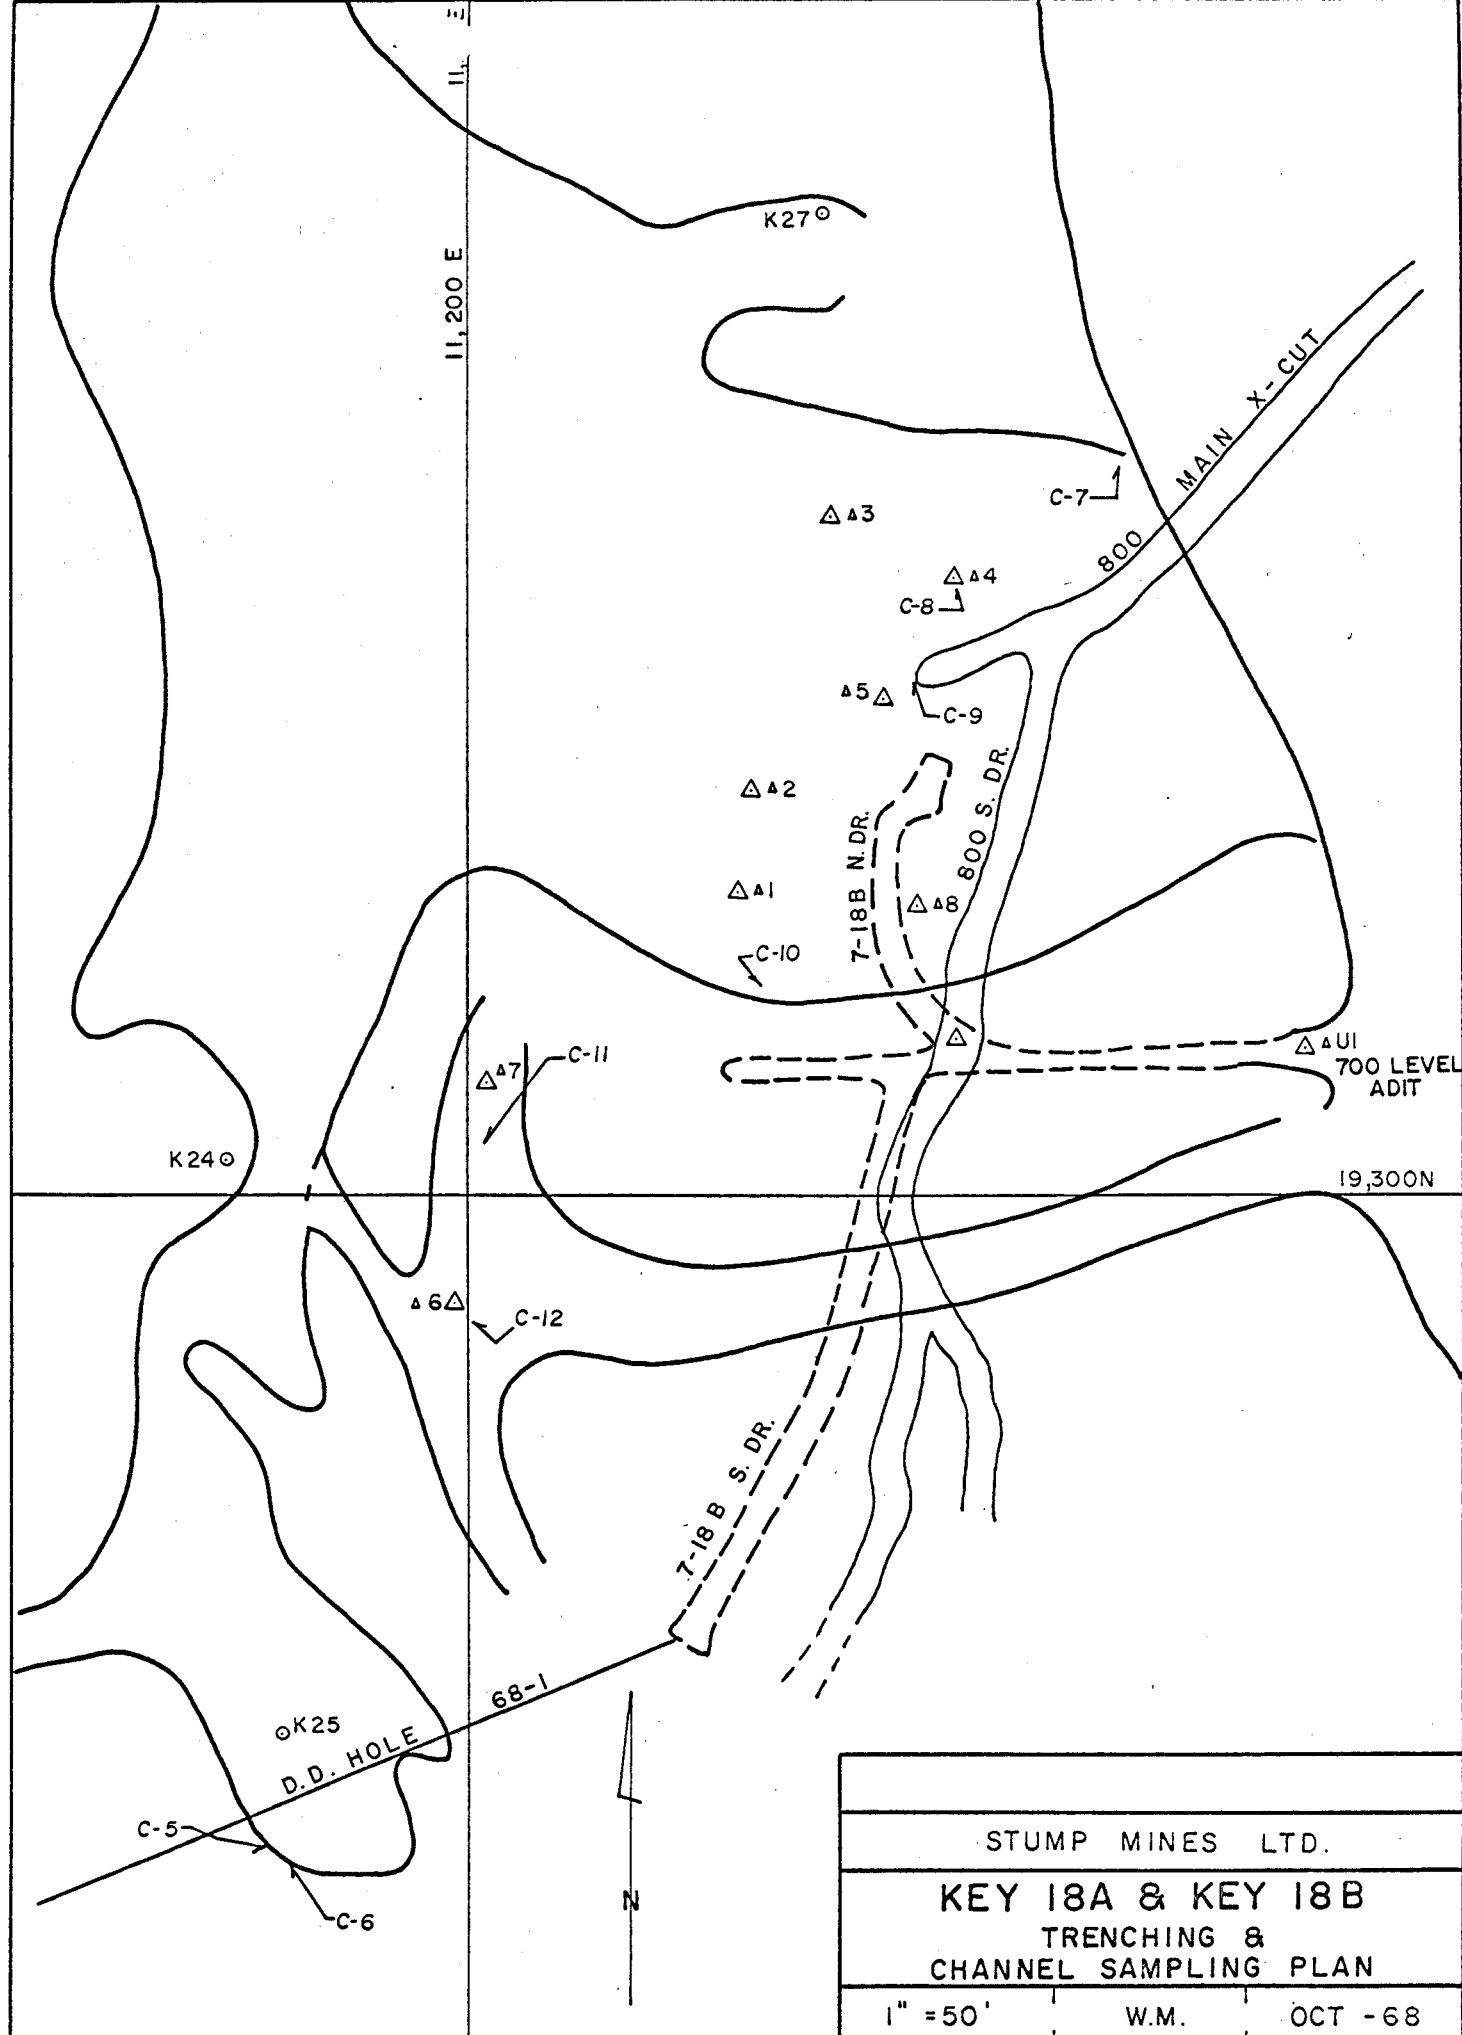 K27
11,200 E
MAIN X-CUT
800
C-7
Δ3
Δ4
C-8
Δ5
C-9
Δ2
800 S. DR.
7-18B N. DR.
Δ1
Δ8
C-10
C-11
Δ7
ΔU1
700 LEVEL
ADIT
K24
19,300N
Δ6
C-12
7-18B S. DR.
68-1
K25
D.D. HOLE
C-5
C-6
N
STUMP MINES LTD.
KEY 18A & KEY 18B
TRENCHING &
CHANNEL SAMPLING PLAN
1" = 50' W.M. OCT - 68